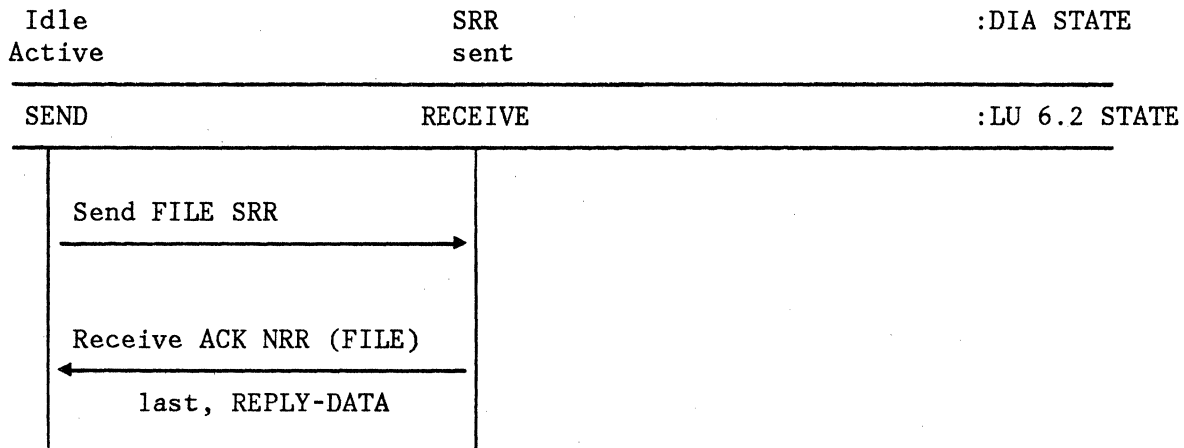 Idle SRR :DIA STATE
Active sent
SEND RECEIVE :LU 6.2 STATE
Send FILE SRR
Receive ACK NRR (FILE)
last, REPLY-DATA